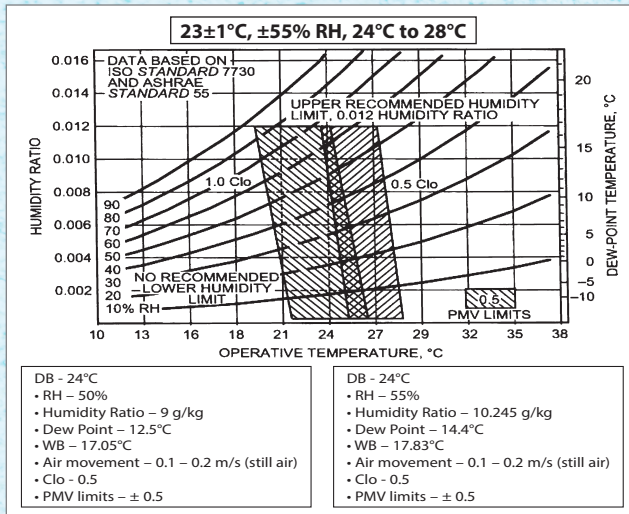 23±1°C, ±55% RH, 24°C to 28°C
DATA BASED ON
ISO STANDARD 7730
AND ASHRAE
STANDARD 55
UPPER RECOMMENDED HUMIDITY
LIMIT, 0.012 HUMIDITY RATIO
1.0 Clo
0.5 Clo
NO RECOMMENDED
LOWER HUMIDITY
LIMIT
0.5
PMV LIMITS
HUMIDITY RATIO
0.016
0.014
0.012
0.010
0.008
0.006
0.004
0.002
90
80
70
60
50
40
30
20
10% RH
DEW-POINT TEMPERATURE, °C
20
15
10
5
0
−5
−10
10 13 16 18 21 24 27 29 32 35 38
OPERATIVE TEMPERATURE, °C
DB - 24°C
• RH – 50%
• Humidity Ratio – 9 g/kg
• Dew Point – 12.5°C
• WB – 17.05°C
• Air movement – 0.1 – 0.2 m/s (still air)
• Clo - 0.5
• PMV limits – ± 0.5
DB - 24°C
• RH – 55%
• Humidity Ratio – 10.245 g/kg
• Dew Point – 14.4°C
• WB – 17.83°C
• Air movement – 0.1 – 0.2 m/s (still air)
• Clo - 0.5
• PMV limits – ± 0.5